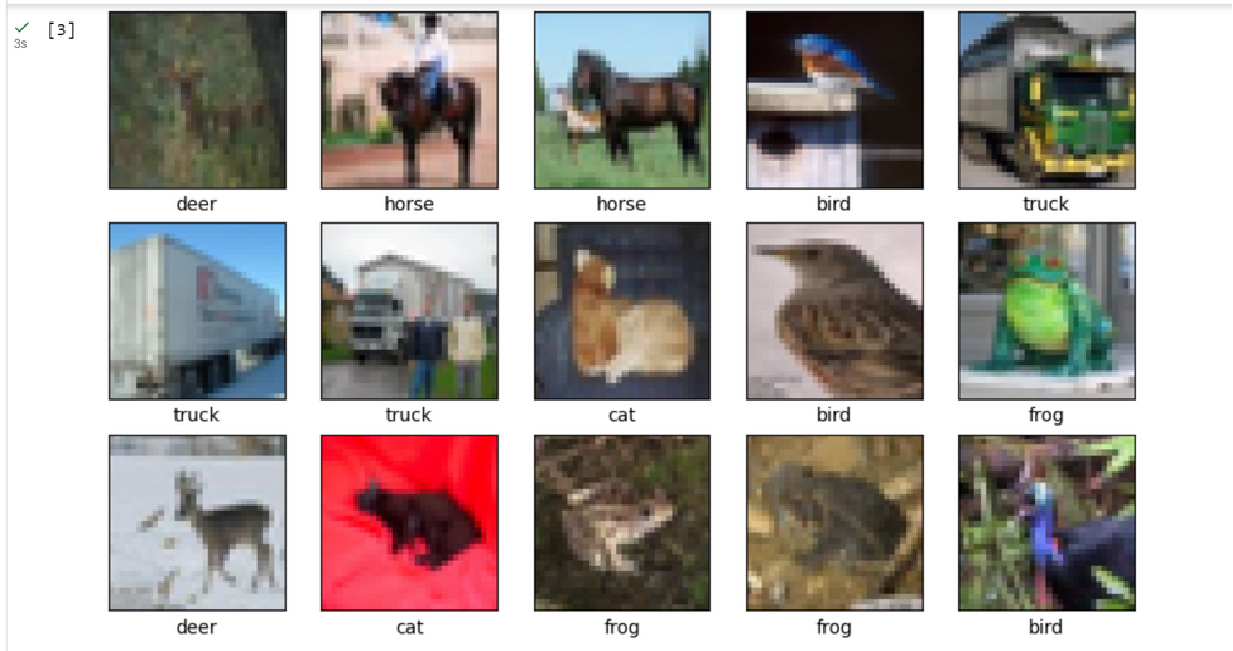 [3]
3s
deer horse horse bird truck
truck truck cat bird frog
deer cat frog frog bird